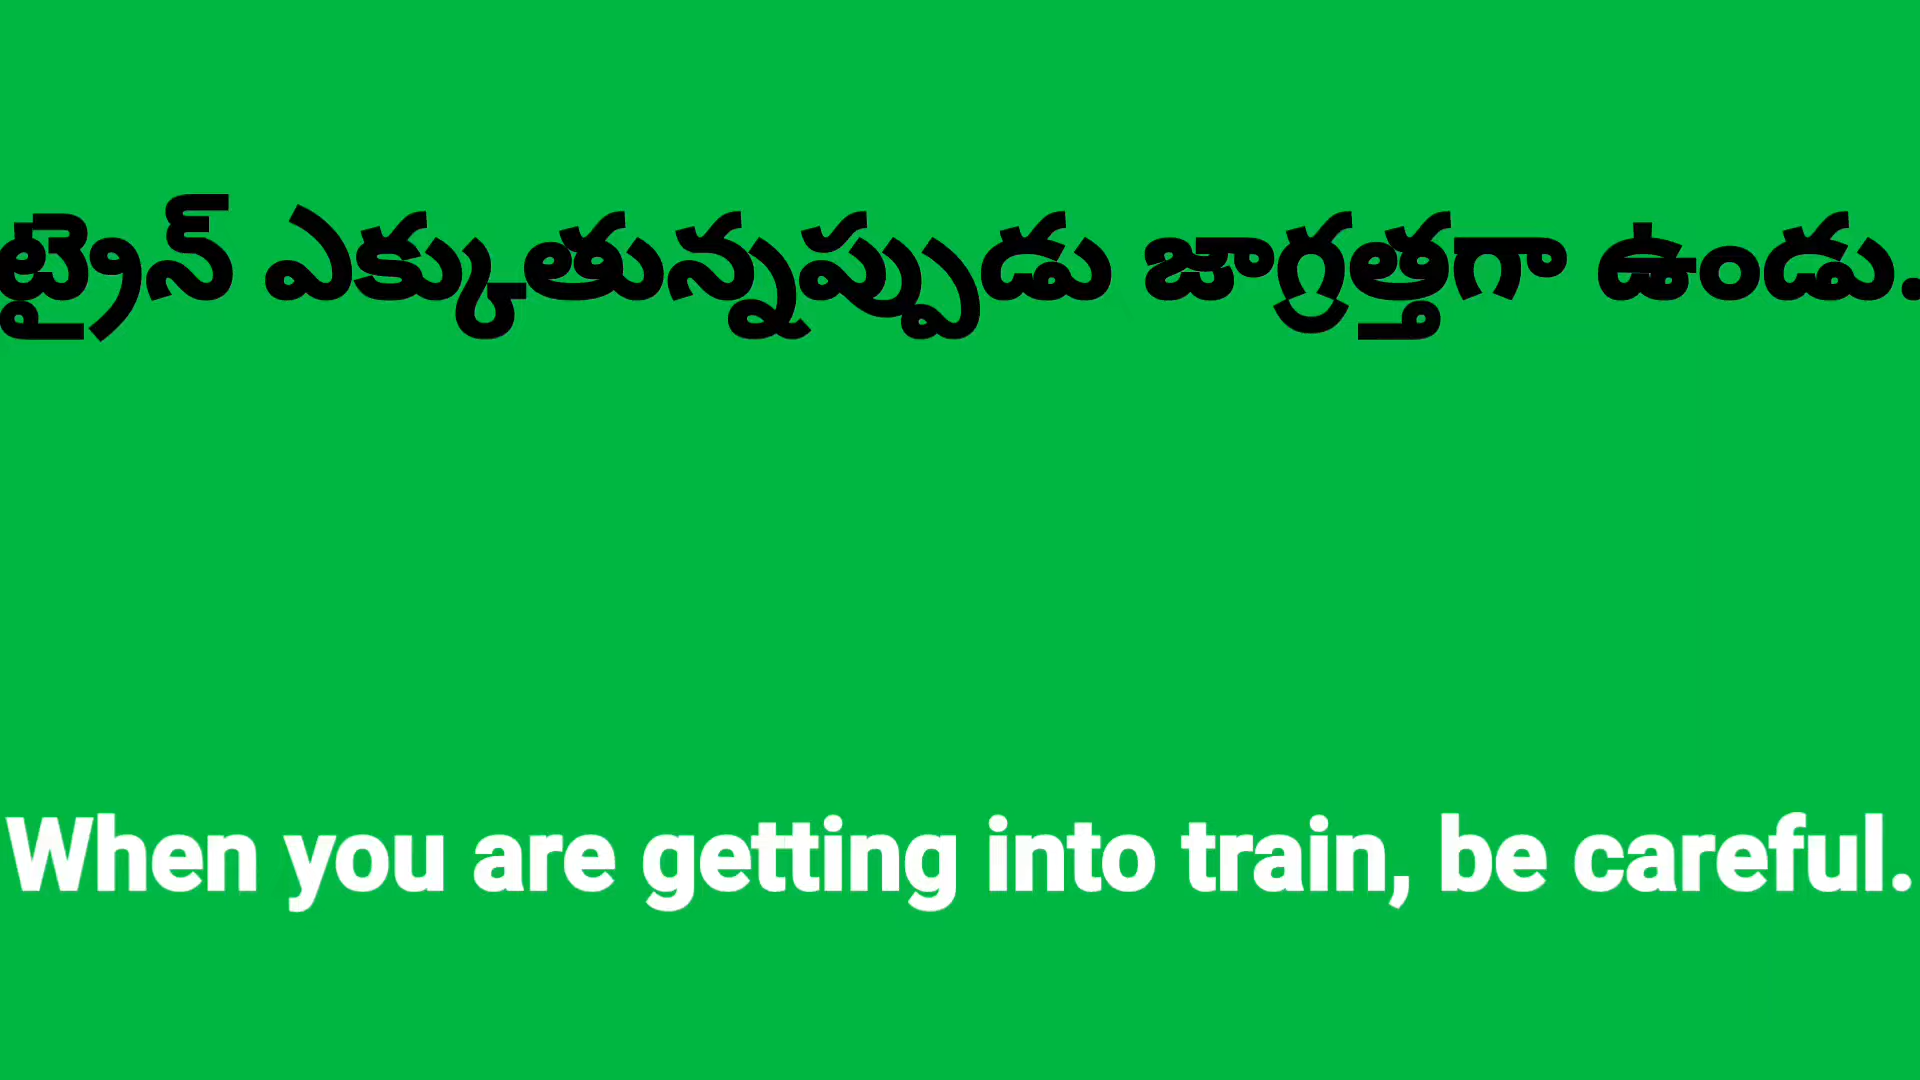 ట్రైన్ ఎక్కుతున్నప్పుడు జాగ్రత్తగా ఉండు.
When you are getting into train, be careful.